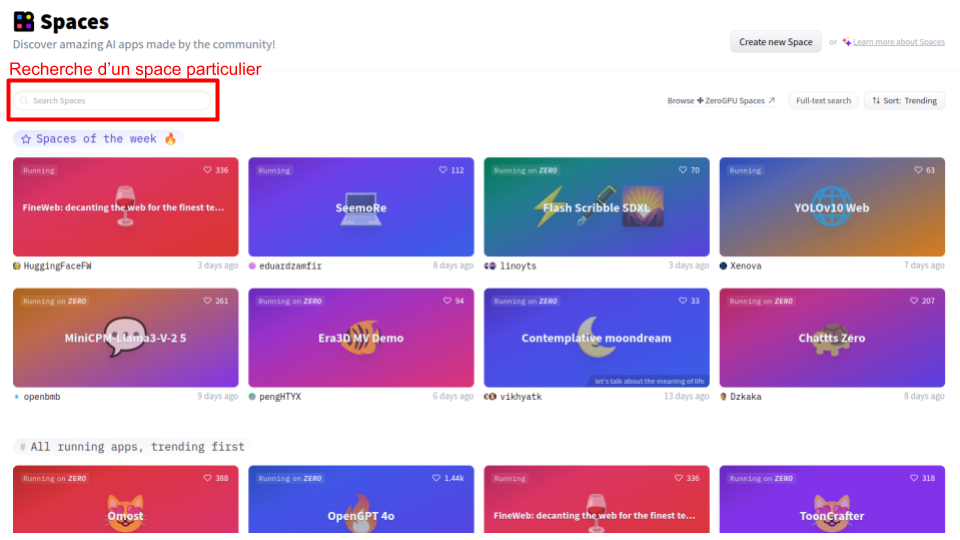 Spaces
Discover amazing AI apps made by the community!
Create new Space or Learn more about Spaces
Recherche d'un space particulier
Search Spaces
Browse ZeroGPU Spaces Full-text search Sort: Trending
Spaces of the week
Running 336 Running 112 Running on ZERO 70 Running 63
FineWeb: decanting the web for the finest te... SeemoRe Flash Scribble SDXL YOLOv10 Web
HuggingFaceFW 3 days ago eduardzamfir 8 days ago linoyts 3 days ago Xenova 7 days ago
Running on ZERO 261 Running on ZERO 94 Running on ZERO 33 Running on ZERO 207
MiniCPM-Llama3-V-2 5 Era3D MV Demo Contemplative moondream Chattts Zero
let's talk about the meaning of life
openbmb 9 days ago pengHTYX 6 days ago vikhyatk 13 days ago Dzkaka 8 days ago
# All running apps, trending first
Running on ZERO 388 Running on ZERO 1.44k Running 336 Running on ZERO 318
Omost OpenGPT 4o FineWeb: decanting the web for the finest te... ToonCrafter